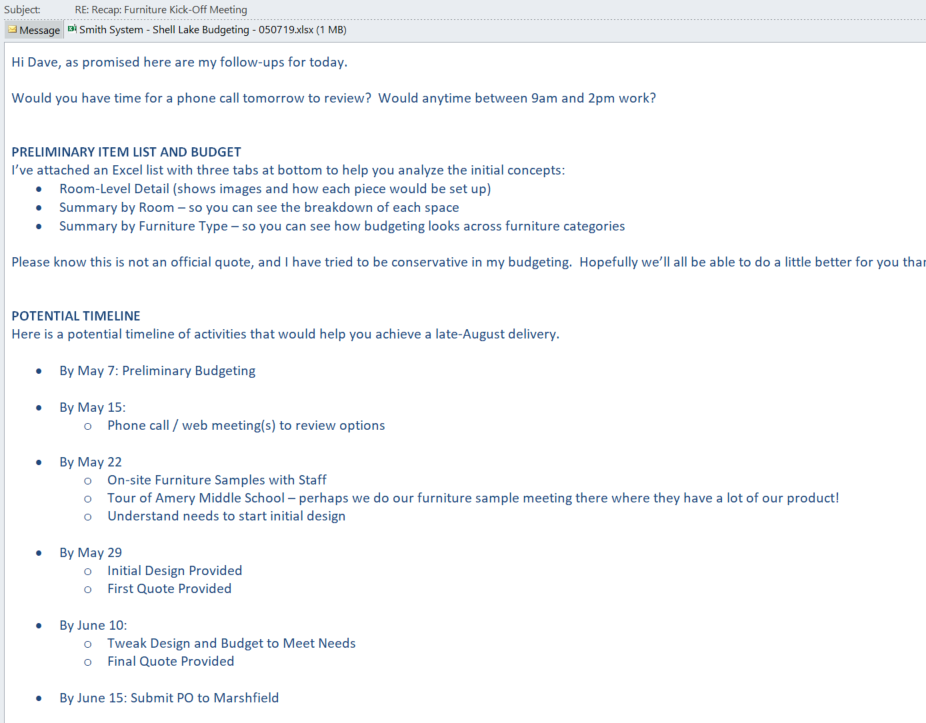 Subject: RE: Recap: Furniture Kick-Off Meeting
Message Smith System - Shell Lake Budgeting - 050719.xlsx (1 MB)
Hi Dave, as promised here are my follow-ups for today.
Would you have time for a phone call tomorrow to review?  Would anytime between 9am and 2pm work?
PRELIMINARY ITEM LIST AND BUDGET
I've attached an Excel list with three tabs at bottom to help you analyze the initial concepts:
• Room-Level Detail (shows images and how each piece would be set up)
• Summary by Room – so you can see the breakdown of each space
• Summary by Furniture Type – so you can see how budgeting looks across furniture categories
Please know this is not an official quote, and I have tried to be conservative in my budgeting.  Hopefully we'll all be able to do a little better for you
POTENTIAL TIMELINE
Here is a potential timeline of activities that would help you achieve a late-August delivery.
• By May 7: Preliminary Budgeting
• By May 15:
o Phone call / web meeting(s) to review options
• By May 22
o On-site Furniture Samples with Staff
o Tour of Amery Middle School – perhaps we do our furniture sample meeting there where they have a lot of our product!
o Understand needs to start initial design
• By May 29
o Initial Design Provided
o First Quote Provided
• By June 10:
o Tweak Design and Budget to Meet Needs
o Final Quote Provided
• By June 15: Submit PO to Marshfield